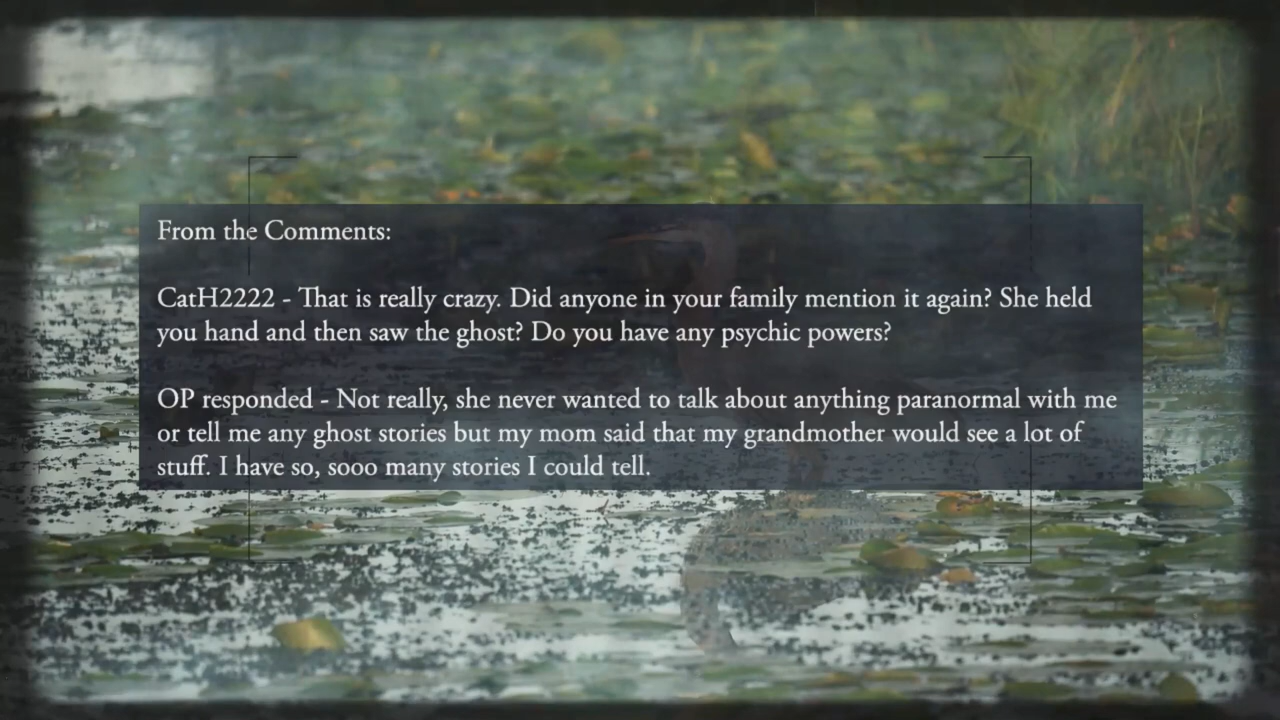 From the Comments:
CatH2222 - That is really crazy. Did anyone in your family mention it again? She held
you hand and then saw the ghost? Do you have any psychic powers?
OP responded - Not really, she never wanted to talk about anything paranormal with me
or tell me any ghost stories but my mom said that my grandmother would see a lot of
stuff. I have so, sooo many stories I could tell.